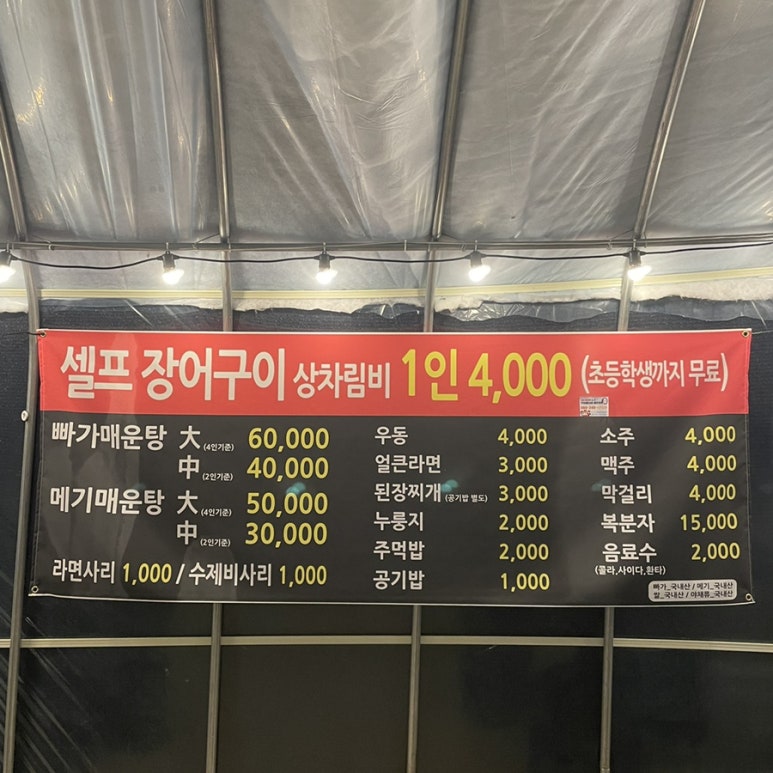 셀프 장어구이 상차림비 1인 4,000 (초등학생까지 무료)
빠가매운탕 大 (4인기준) 60,000
中 (2인기준) 40,000
메기매운탕 大 (4인기준) 50,000
中 (2인기준) 30,000
라면사리 1,000 / 수제비사리 1,000
우동 4,000
얼큰라면 3,000
된장찌개 (공기밥 별도) 3,000
누룽지 2,000
주먹밥 2,000
공기밥 1,000
소주 4,000
맥주 4,000
막걸리 4,000
복분자 15,000
음료수 2,000
(콜라,사이다,환타)
빠가_국내산 / 메기_국내산
쌀_국내산 / 야채류_국내산